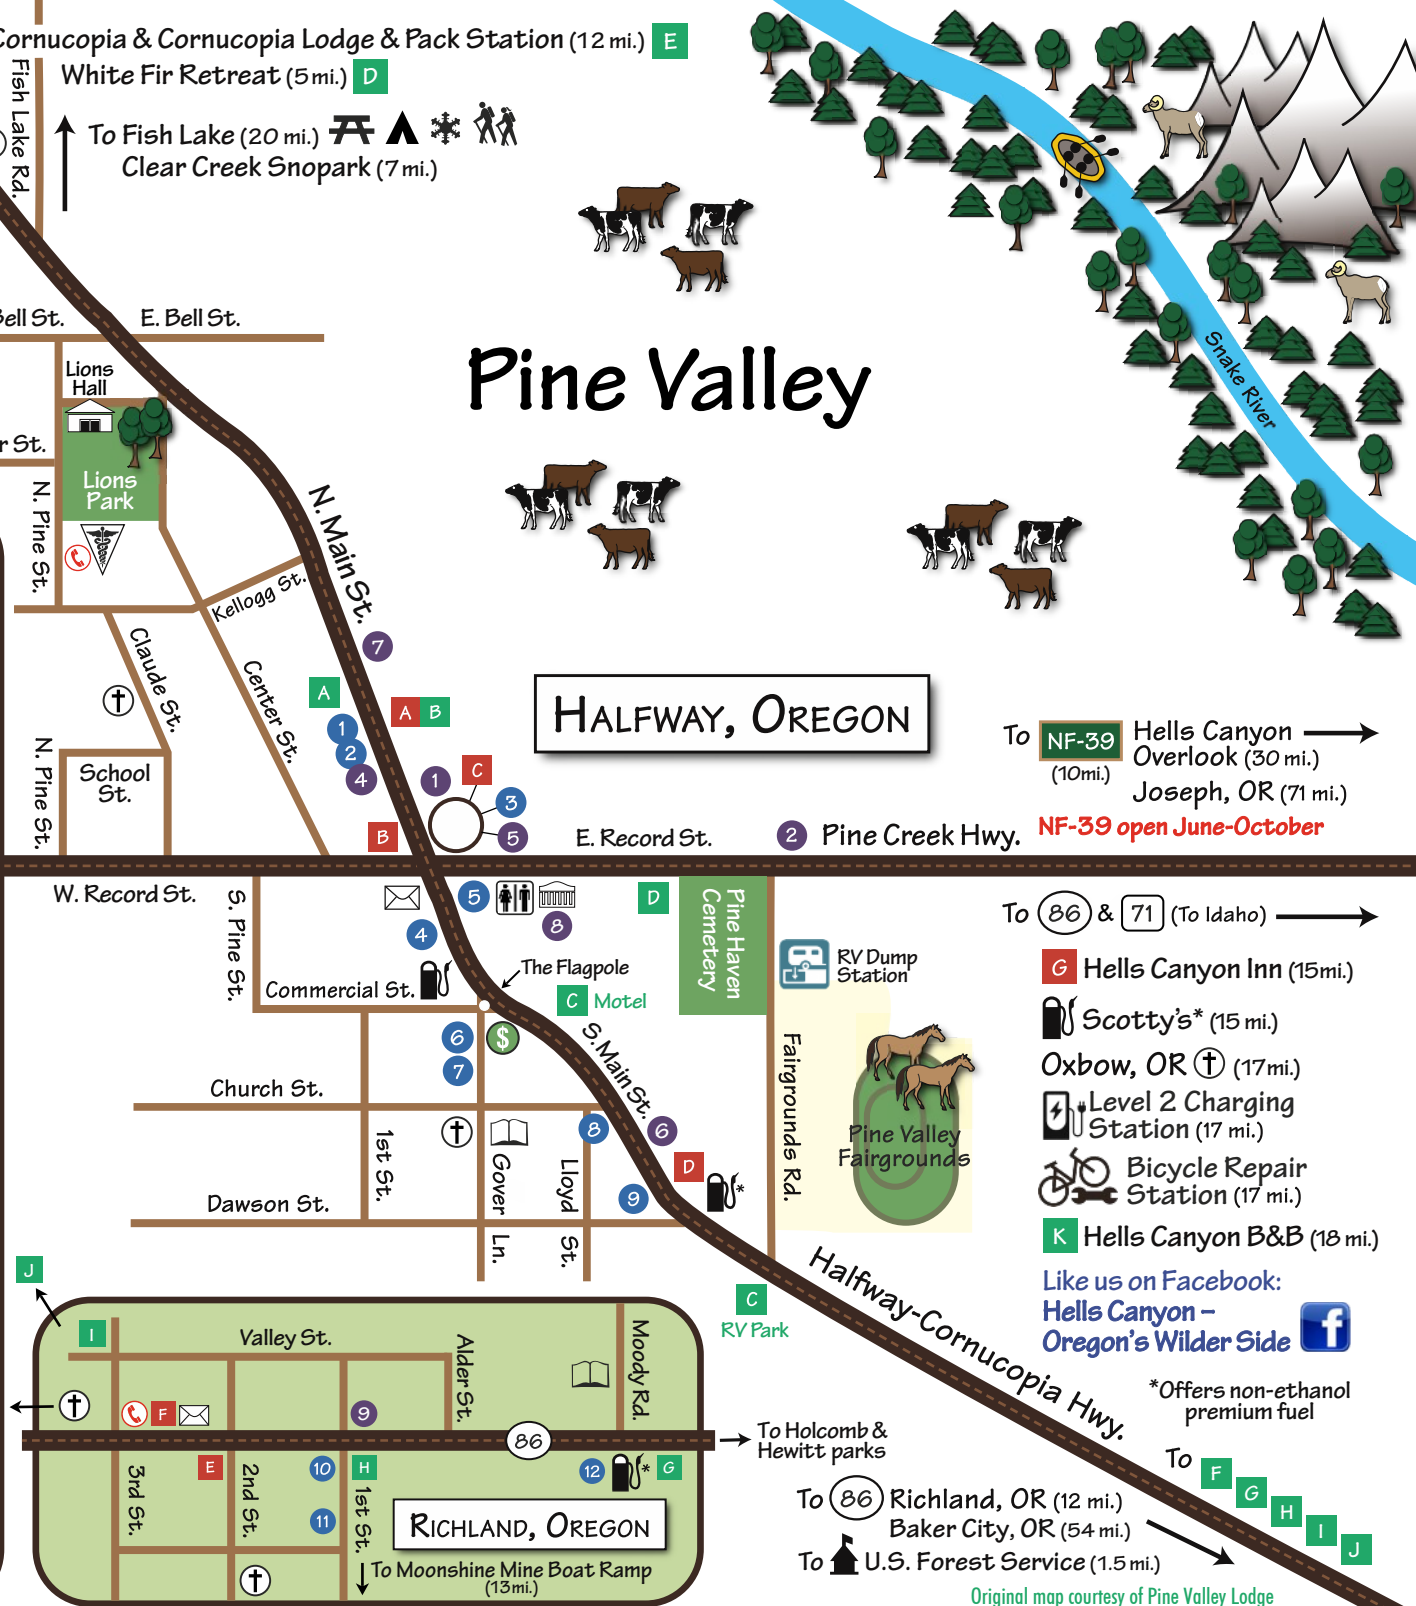 Cornucopia & Cornucopia Lodge & Pack Station (12 mi.) E
White Fir Retreat (5 mi.) D
Fish Lake Rd.
To Fish Lake (20 mi.)
Clear Creek Snopark (7 mi.)
Bell St.
E. Bell St.
Lions
Hall
r St.
Lions
Park
N. Pine St.
N. Main St.
Kellogg St.
Claude St.
Center St.
N. Pine St.
School
St.
Pine Valley
Snake River
HALFWAY, OREGON
7
A
A B
1
2
4
1
C
3
5
B
E. Record St.
2 Pine Creek Hwy.
To NF-39 Hells Canyon
Overlook (30 mi.)
(10mi.)
Joseph, OR (71 mi.)
NF-39 open June-October
W. Record St.
S. Pine St.
5
8
4
D
Pine Haven
Cemetery
The Flagpole
Commercial St.
C Motel
S. Main St.
6
$
7
Church St.
1st St.
Gover Ln.
Lloyd St.
8
6
D
*
9
Dawson St.
RV Dump
Station
Fairgrounds Rd.
Pine Valley
Fairgrounds
C
RV Park
Halfway-Cornucopia Hwy.
To 86 & 71 (To Idaho)
G Hells Canyon Inn (15mi.)
Scotty's* (15 mi.)
Oxbow, OR (17mi.)
Level 2 Charging
Station (17 mi.)
Bicycle Repair
Station (17 mi.)
K Hells Canyon B&B (18 mi.)
Like us on Facebook:
Hells Canyon –
Oregon's Wilder Side
f
*Offers non-ethanol
premium fuel
J
I
Valley St.
Alder St.
Moody Rd.
F
9
86
To Holcomb &
Hewitt parks
3rd St.
E
2nd St.
10
H
11
1st St.
12
*
G
RICHLAND, OREGON
To Moonshine Mine Boat Ramp
(13mi.)
To F G H I J
To 86 Richland, OR (12 mi.)
Baker City, OR (54 mi.)
To U.S. Forest Service (1.5 mi.)
Original map courtesy of Pine Valley Lodge